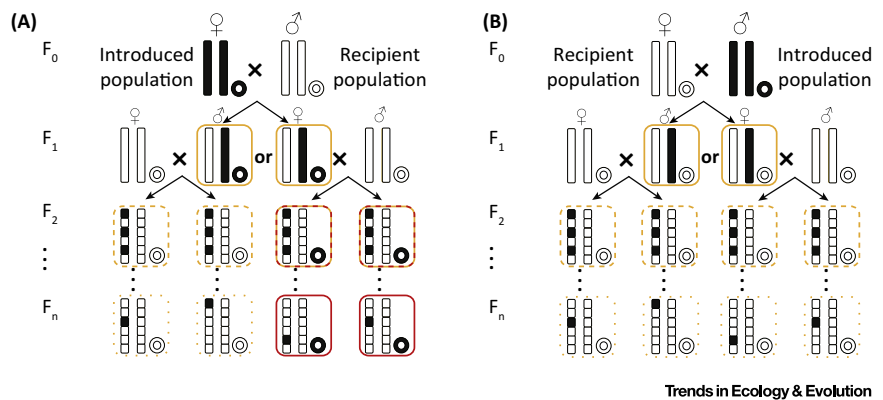 (A)
F0
Introduced population
♀ ♂
×
Recipient population
F1
♀ ♂ ♀ ♂
× or ×
F2
Fn
(B)
F0
Recipient population
♀ ♂
×
Introduced population
F1
♀ ♂ ♀ ♂
× or ×
F2
Fn
Trends in Ecology & Evolution